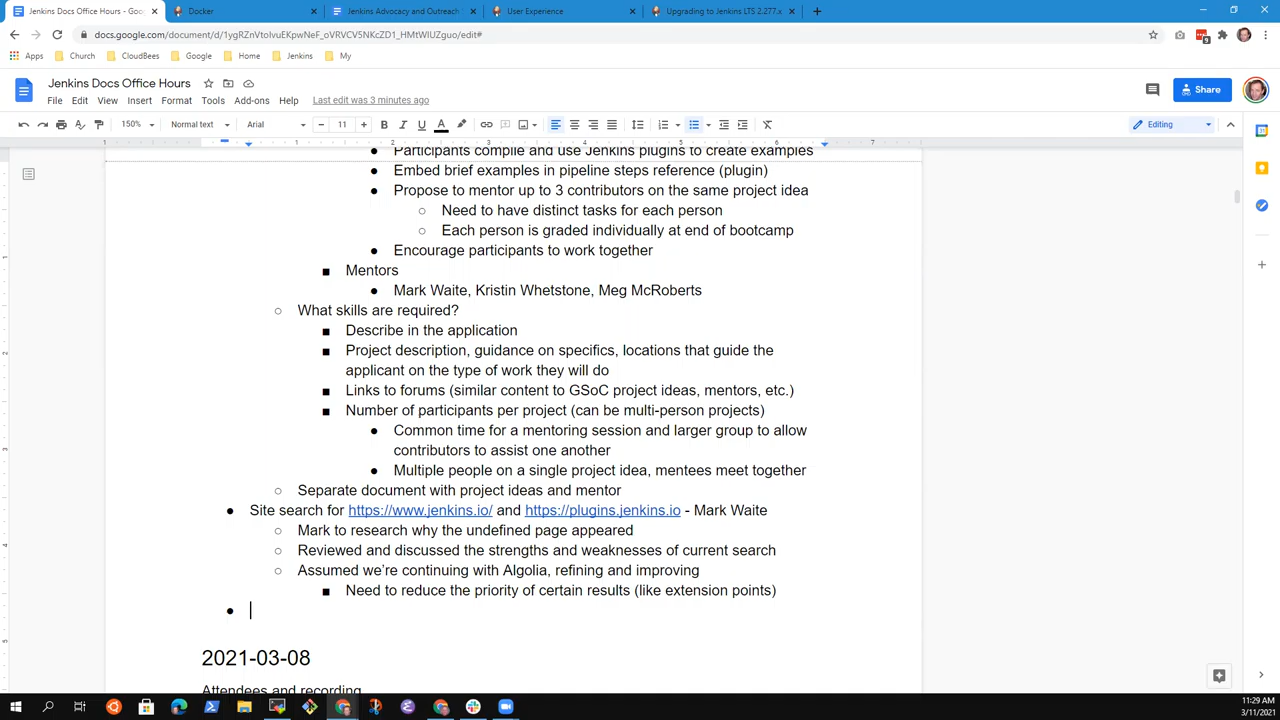 Jenkins Docs Office Hours - Goo
Docker
Jenkins Advocacy and Outreach
User Experience
Upgrading to Jenkins LTS 2.277.x
docs.google.com/document/d/1ygRZnVtoIvuEKpwNeF_oVRVCV5NKcZD1_HMtWIUZguo/edit#
9
Apps
Church
CloudBees
Google
Home
Jenkins
My
Jenkins Docs Office Hours
File Edit View Insert Format Tools Add-ons Help Last edit was 3 minutes ago
Share
150% Normal text Arial 11 Editing
1 1 2 3 4 5 6 7
Participants compile and use Jenkins plugins to create examples
Embed brief examples in pipeline steps reference (plugin)
Propose to mentor up to 3 contributors on the same project idea
Need to have distinct tasks for each person
Each person is graded individually at end of bootcamp
Encourage participants to work together
Mentors
Mark Waite, Kristin Whetstone, Meg McRoberts
What skills are required?
Describe in the application
Project description, guidance on specifics, locations that guide the
applicant on the type of work they will do
Links to forums (similar content to GSoC project ideas, mentors, etc.)
Number of participants per project (can be multi-person projects)
Common time for a mentoring session and larger group to allow
contributors to assist one another
Multiple people on a single project idea, mentees meet together
Separate document with project ideas and mentor
Site search for https://www.jenkins.io/ and https://plugins.jenkins.io - Mark Waite
Mark to research why the undefined page appeared
Reviewed and discussed the strengths and weaknesses of current search
Assumed we're continuing with Algolia, refining and improving
Need to reduce the priority of certain results (like extension points)
2021-03-08
Attendees and recording
11:29 AM
3/11/2021